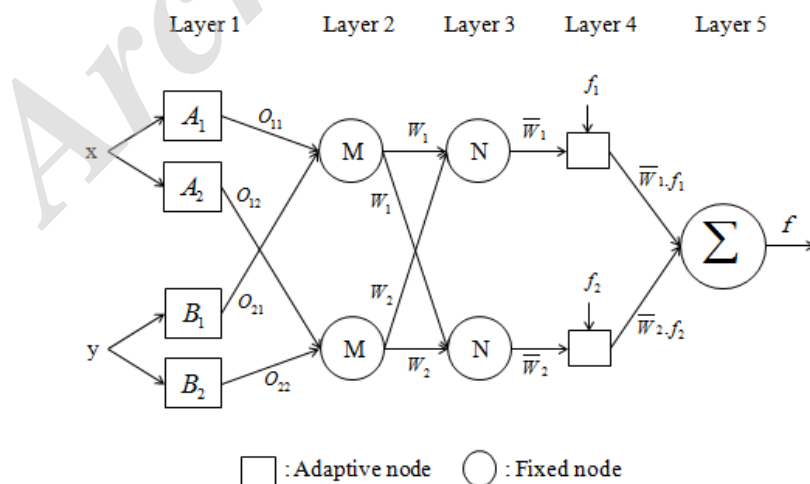 Arc
Layer 1 Layer 2 Layer 3 Layer 4 Layer 5
x
y
A₁
A₂
B₁
B₂
O₁₁
O₁₂
O₂₁
O₂₂
M
M
W₁
W₁
W₂
W₂
N
N
W̅₁
W̅₂
f₁
f₂
W̅₁.f₁
W̅₂.f₂
Σ
f
: Adaptive node : Fixed node